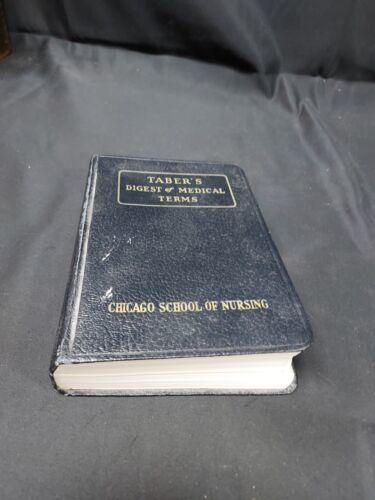 TABER'S
DIGEST of MEDICAL
TERMS
CHICAGO SCHOOL OF NURSING